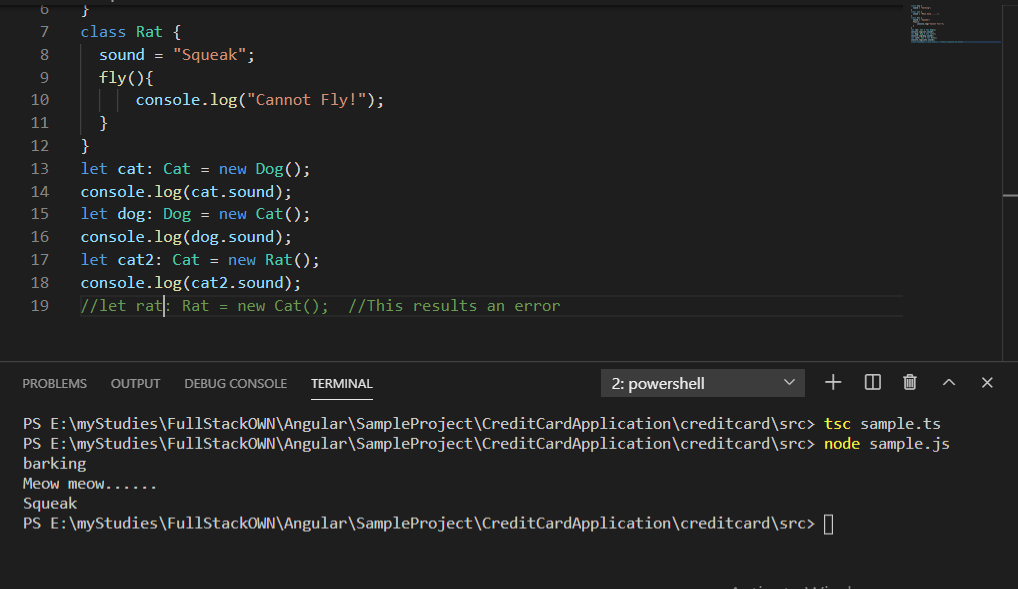 6 }
7 class Rat {
8 sound = "Squeak";
9 fly(){
10 console.log("Cannot Fly!");
11 }
12 }
13 let cat: Cat = new Dog();
14 console.log(cat.sound);
15 let dog: Dog = new Cat();
16 console.log(dog.sound);
17 let cat2: Cat = new Rat();
18 console.log(cat2.sound);
19 //let rat: Rat = new Cat();  //This results an error
PROBLEMS OUTPUT DEBUG CONSOLE TERMINAL 2: powershell
PS E:\myStudies\FullStackOWN\Angular\SampleProject\CreditCardApplication\creditcard\src> tsc sample.ts
PS E:\myStudies\FullStackOWN\Angular\SampleProject\CreditCardApplication\creditcard\src> node sample.js
barking
Meow meow......
Squeak
PS E:\myStudies\FullStackOWN\Angular\SampleProject\CreditCardApplication\creditcard\src>